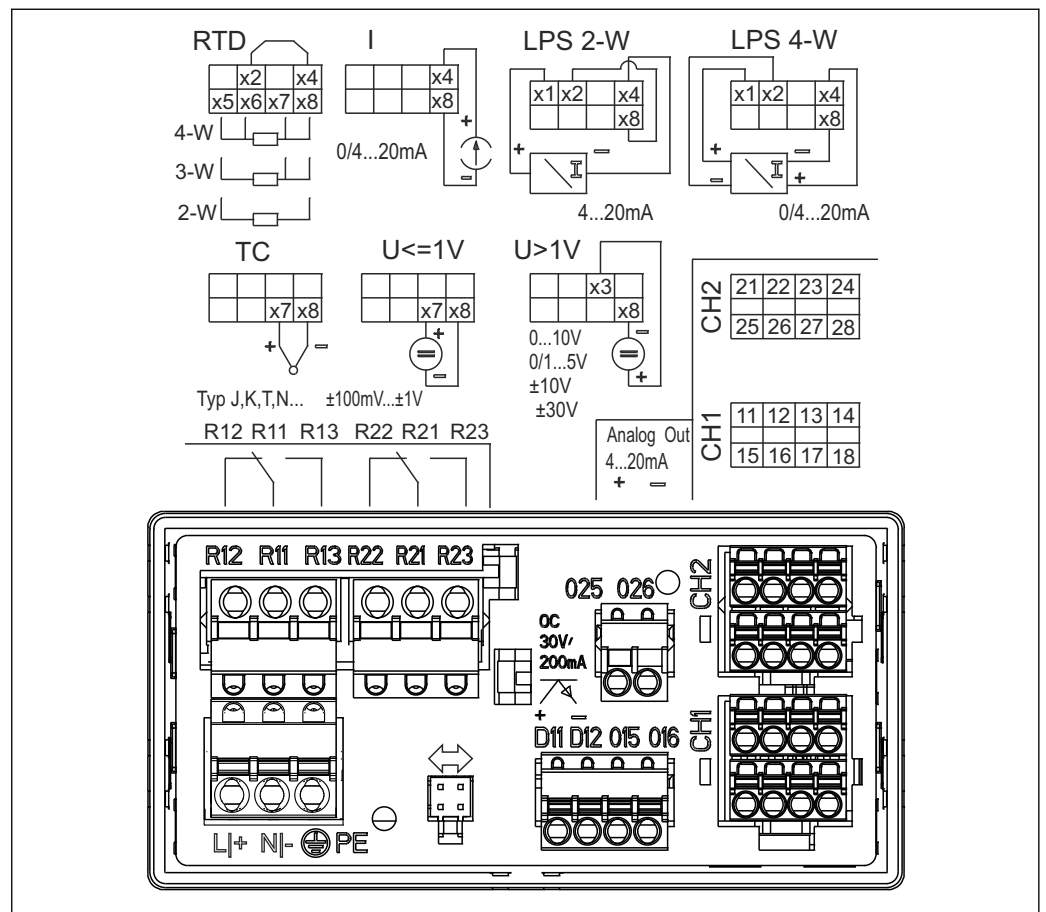 RTD I LPS 2-W LPS 4-W
x2 x4
x5 x6 x7 x8
4-W
3-W
2-W
x4
x8
+
−
0/4...20mA
x1 x2 x4
x8
+ −
I
4...20mA
x1 x2 x4
x8
+ −
− +
I
0/4...20mA
TC U<=1V U>1V
x7 x8
+ −
Typ J,K,T,N...
x7 x8
+
=
−
±100mV...±1V
x3
x8
−
=
+
0...10V
0/1...5V
±10V
±30V
CH2
21 22 23 24
25 26 27 28
CH1
11 12 13 14
15 16 17 18
R12 R11 R13 R22 R21 R23
Analog Out
4...20mA
+ −
R12 R11 R13 R22 R21 R23
O25 O26
CH2
OC
30V
200mA
+ −
D11 D12 O15 O16
CH1
L|+ N|- PE